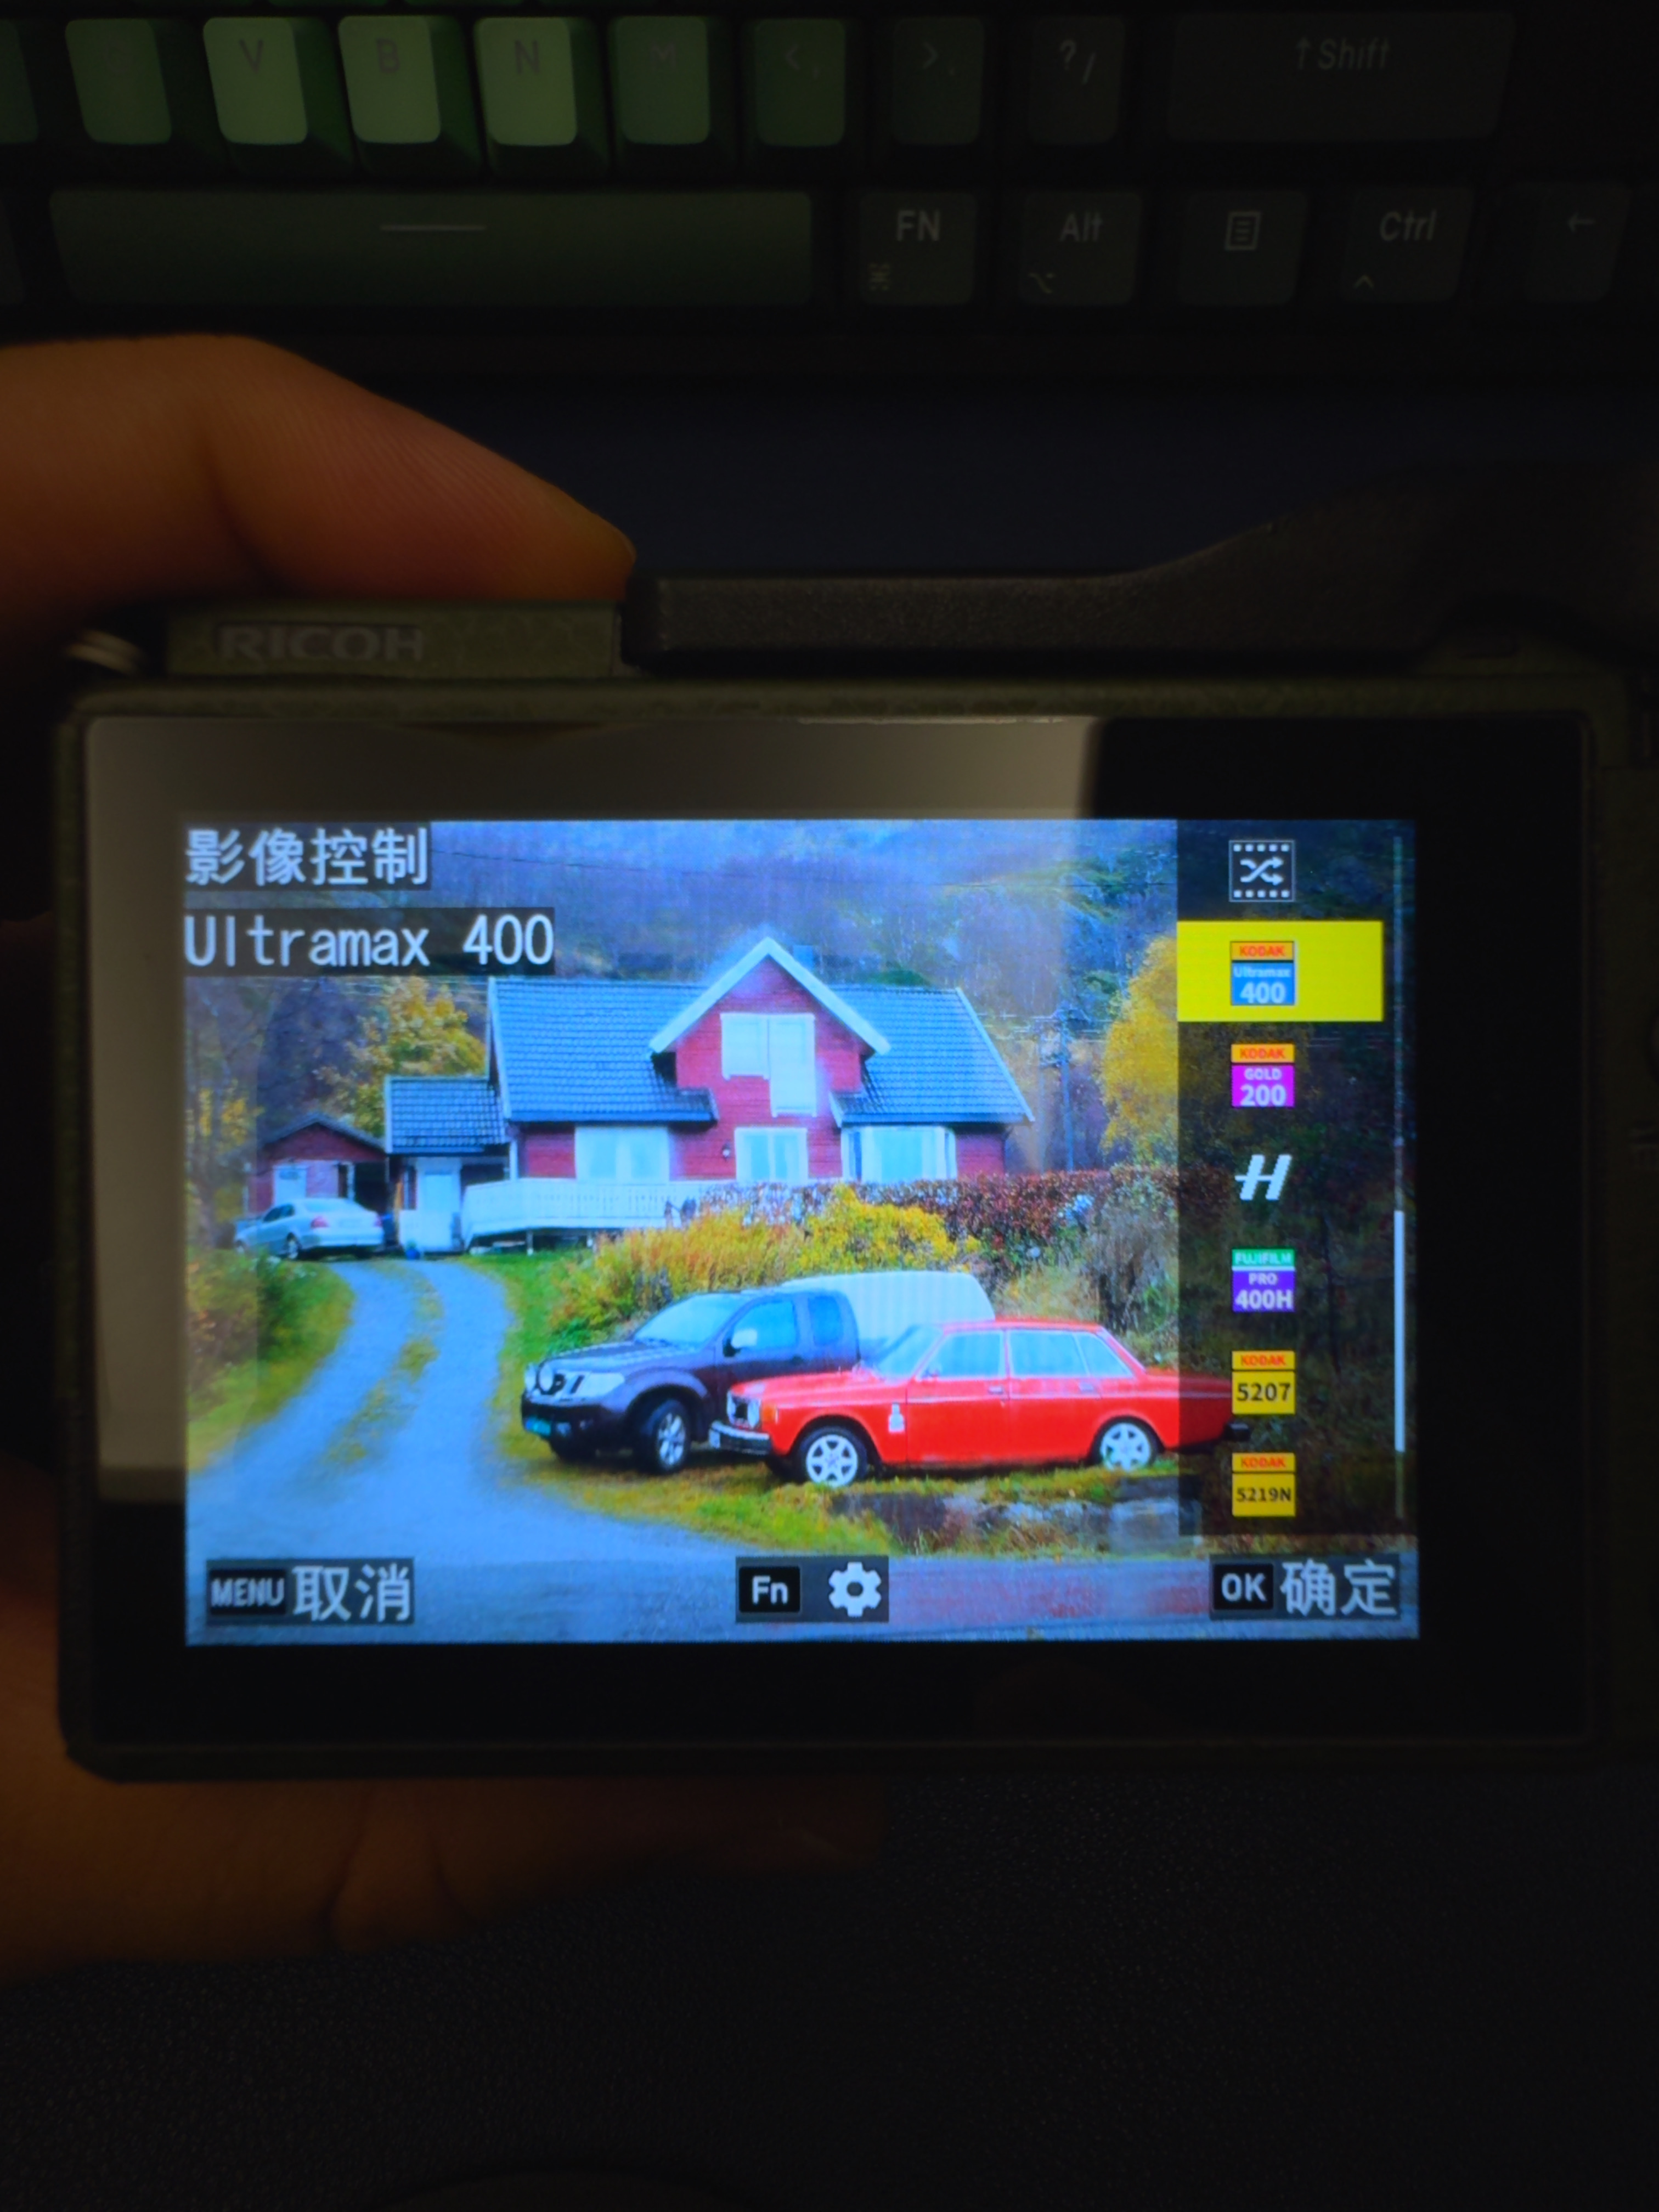 V B N M < , > . ? / ↑ Shift
FN Alt Ctrl ←
RICOH
影像控制
Ultramax 400
KODAK
Ultramax
400
KODAK
GOLD
200
H
FUJIFILM
PRO
400H
KODAK
5207
KODAK
5219N
MENU 取消
Fn
OK 确定